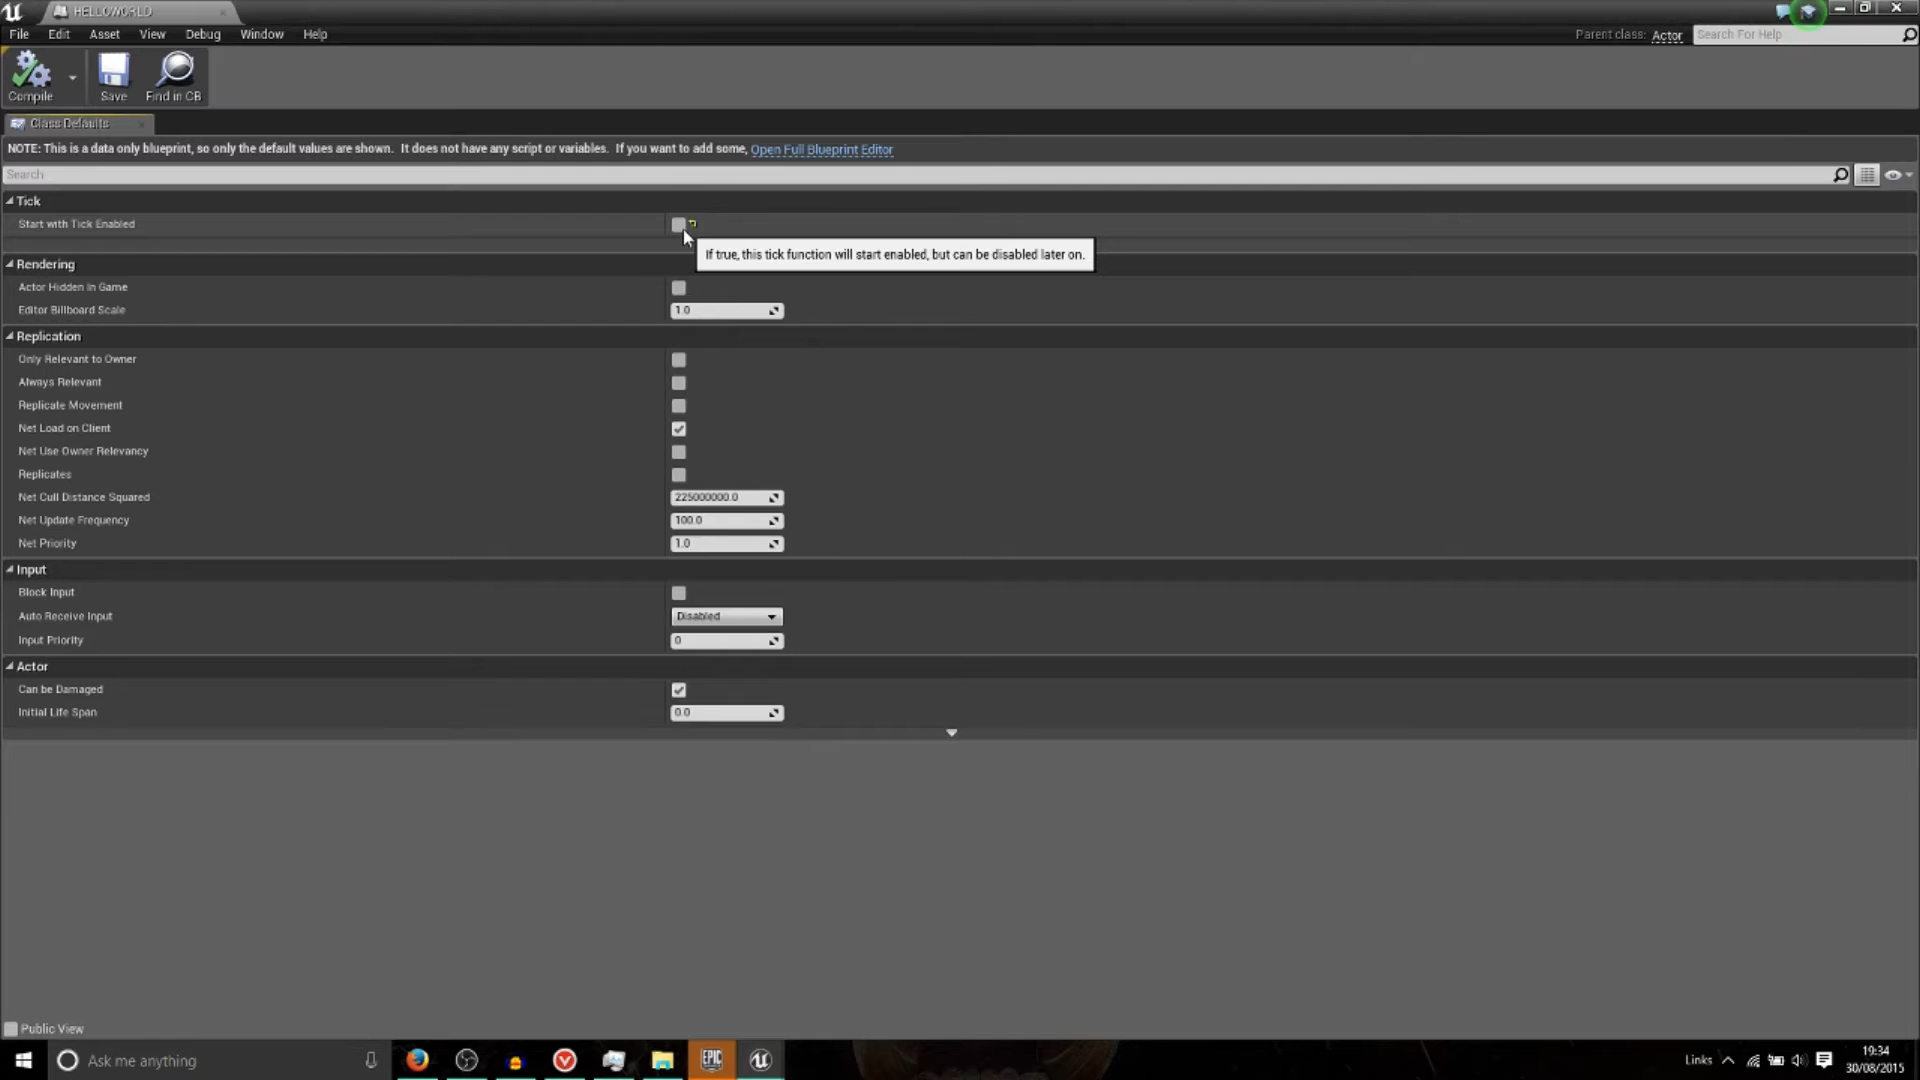 HELLOWORLD
File Edit Asset View Debug Window Help
Parent class: Actor
Search For Help
Compile Save Find in CB
Class Defaults
NOTE: This is a data only blueprint, so only the default values are shown. It does not have any script or variables. If you want to add some, Open Full Blueprint Editor
Search
Tick
Start with Tick Enabled
If true, this tick function will start enabled, but can be disabled later on.
Rendering
Actor Hidden In Game
Editor Billboard Scale 1.0
Replication
Only Relevant to Owner
Always Relevant
Replicate Movement
Net Load on Client
Net Use Owner Relevancy
Replicates
Net Cull Distance Squared 225000000.0
Net Update Frequency 100.0
Net Priority 1.0
Input
Block Input
Auto Receive Input Disabled
Input Priority 0
Actor
Can be Damaged
Initial Life Span 0.0
Public View
Ask me anything
EPIC
Links
19:34
30/08/2015